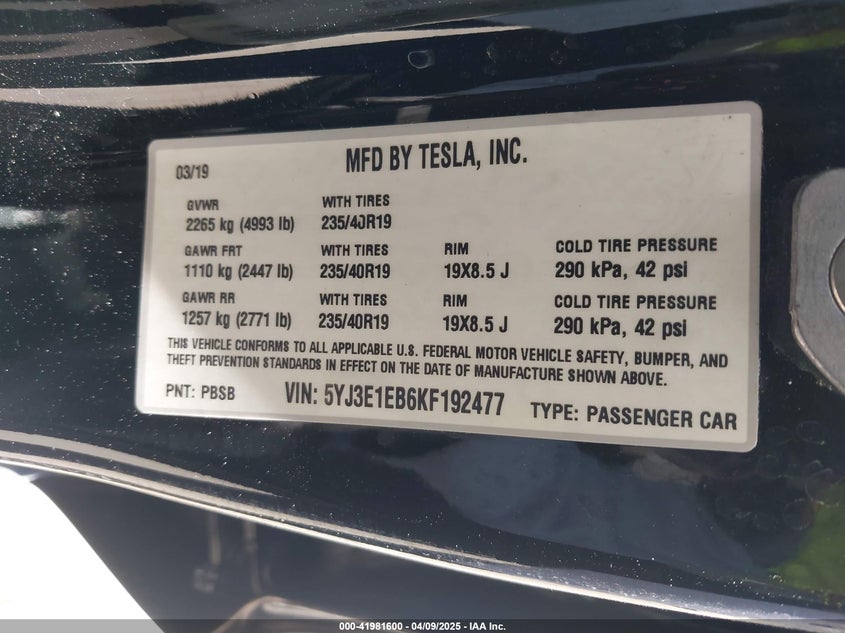 03/19 MFD BY TESLA, INC.
GVWR WITH TIRES
2265 kg (4993 lb) 235/40R19
GAWR FRT WITH TIRES RIM COLD TIRE PRESSURE
1110 kg (2447 lb) 235/40R19 19X8.5 J 290 kPa, 42 psi
GAWR RR WITH TIRES RIM COLD TIRE PRESSURE
1257 kg (2771 lb) 235/40R19 19X8.5 J 290 kPa, 42 psi
THIS VEHICLE CONFORMS TO ALL APPLICABLE U.S. FEDERAL MOTOR VEHICLE SAFETY, BUMPER, AND
THEFT PREVENTION STANDARDS IN EFFECT ON THE DATE OF MANUFACTURE SHOWN ABOVE.
PNT: PBSB VIN: 5YJ3E1EB6KF192477 TYPE: PASSENGER CAR
000-41981600 - 04/09/2025 - IAA Inc.